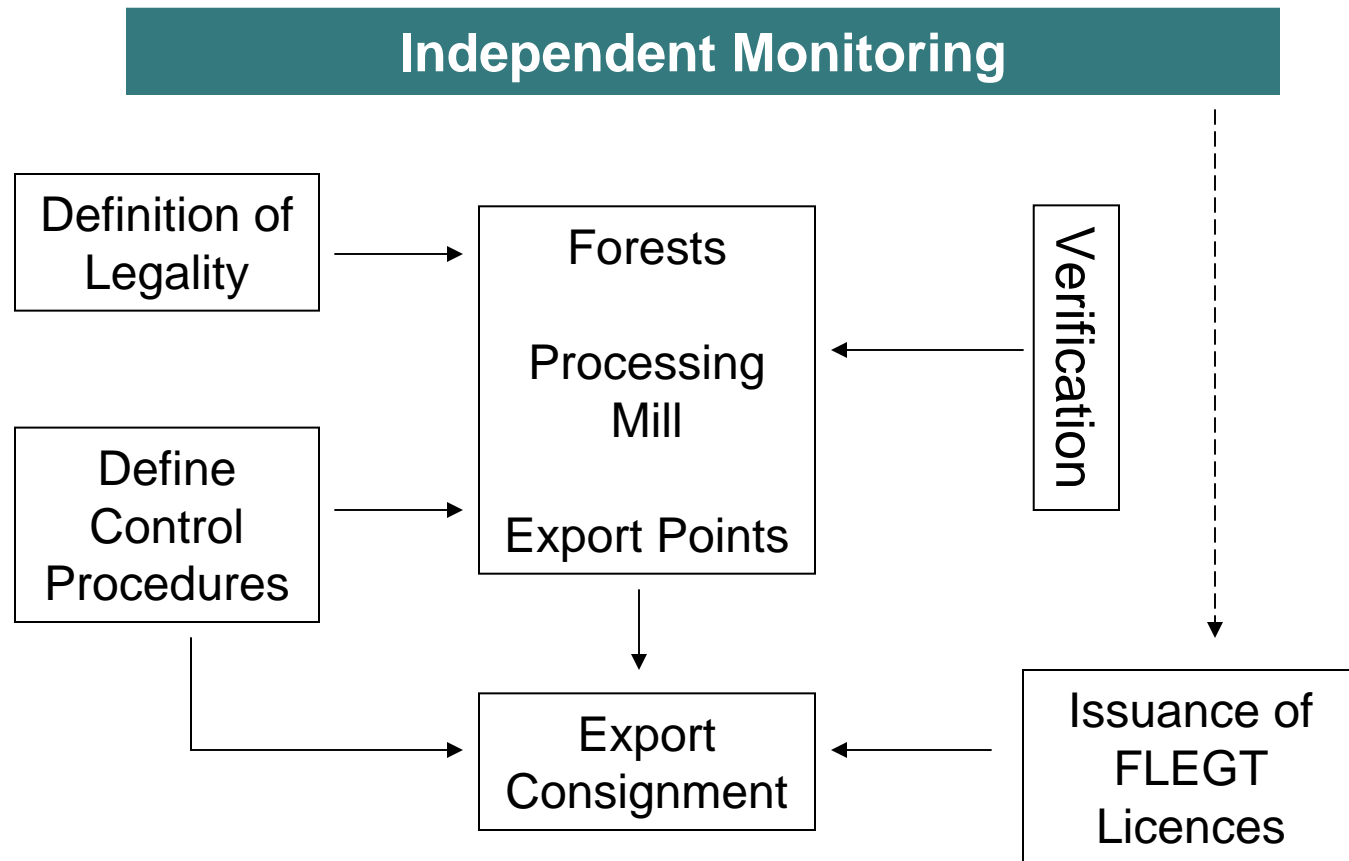 Independent Monitoring
Definition of
Legality
Forests
Processing
Mill
Export Points
Verification
Define
Control
Procedures
Export
Consignment
Issuance of
FLEGT
Licences